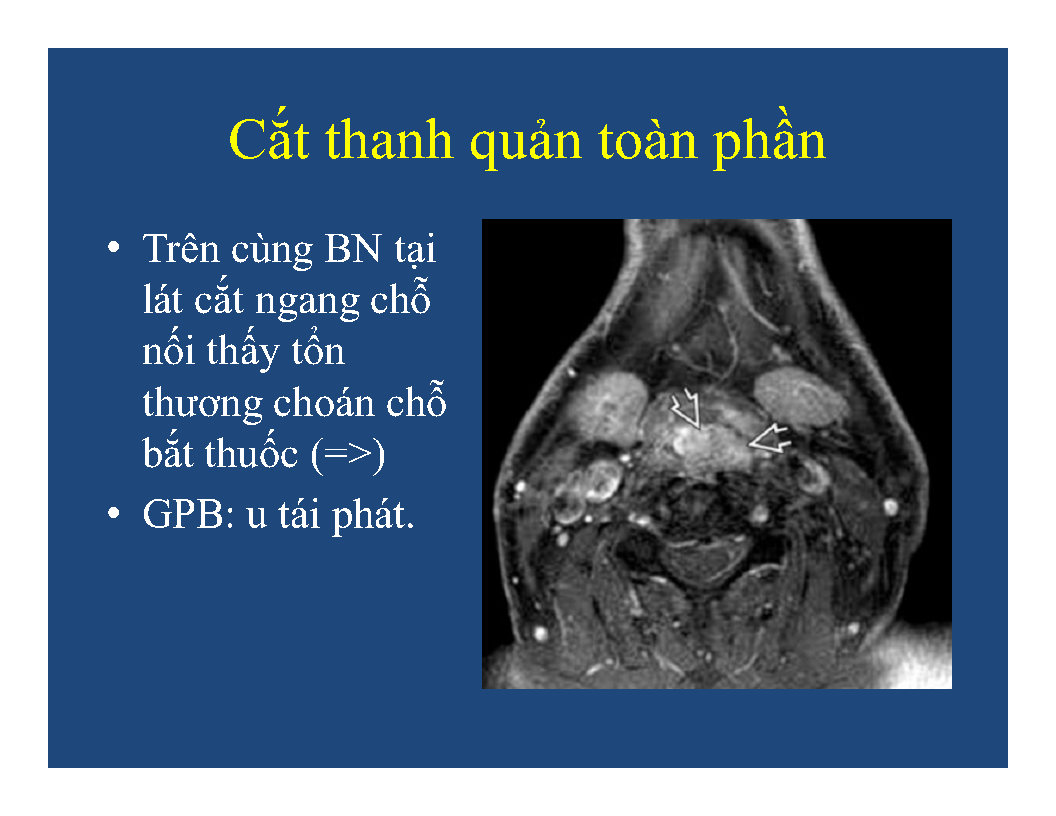 Cắt thanh quản toàn phần
• Trên cùng BN tại
lát cắt ngang chỗ
nối thấy tổn
thương choán chỗ
bắt thuốc (=>)
• GPB: u tái phát.